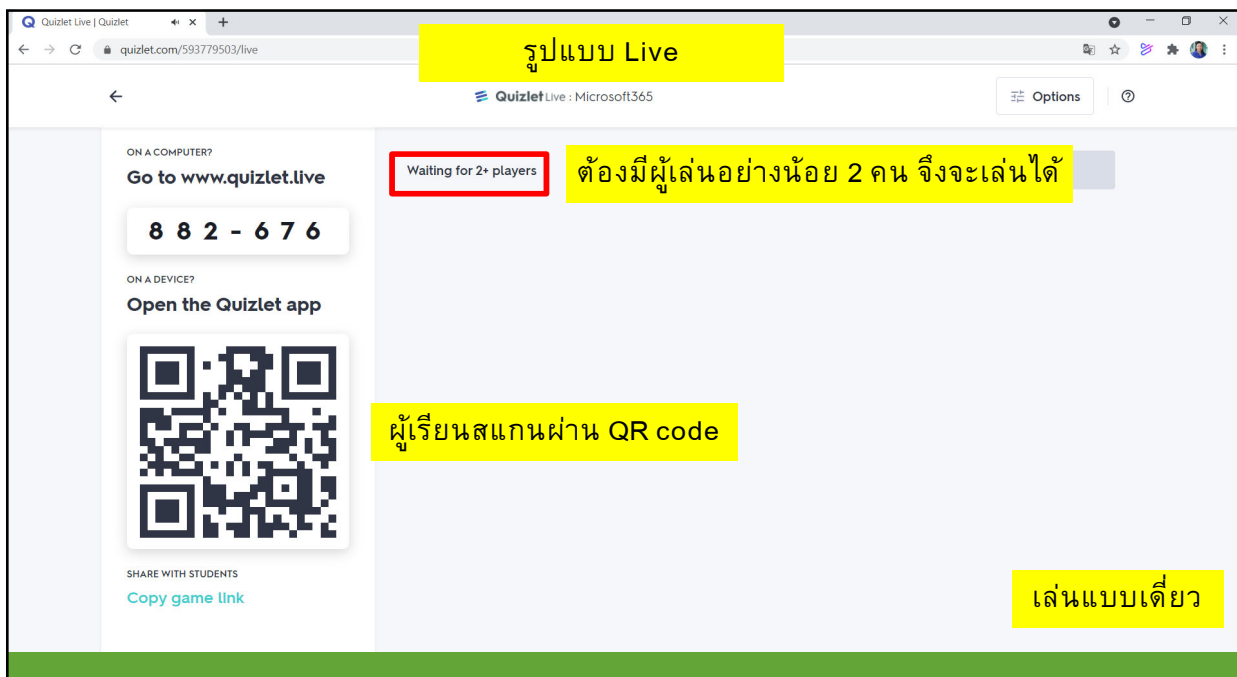 Quizlet Live | Quizlet
quizlet.com/593779503/live
รูปแบบ Live
Quizlet Live : Microsoft365
Options
ON A COMPUTER?
Go to www.quizlet.live
882-676
Waiting for 2+ players
ต้องมีผู้เล่นอย่างน้อย 2 คน จึงจะเล่นได้
ON A DEVICE?
Open the Quizlet app
ผู้เรียนสแกนผ่าน QR code
SHARE WITH STUDENTS
Copy game link
เล่นแบบเดี่ยว